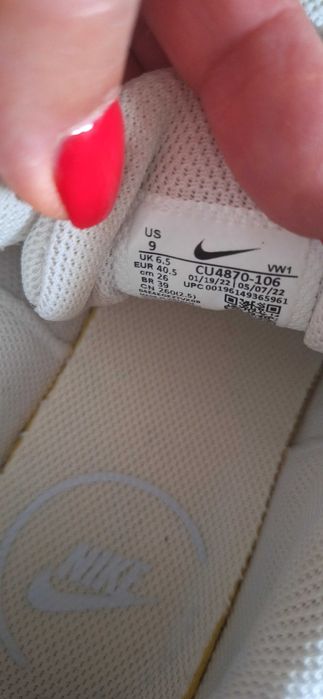 US
9
UK 6.5
EUR 40.5
cm 26
BR 39
CN 260(2.5)
VW1
CU4870-106
01/19/22 | 05/07/22
UPC 00196149365961
NIKE